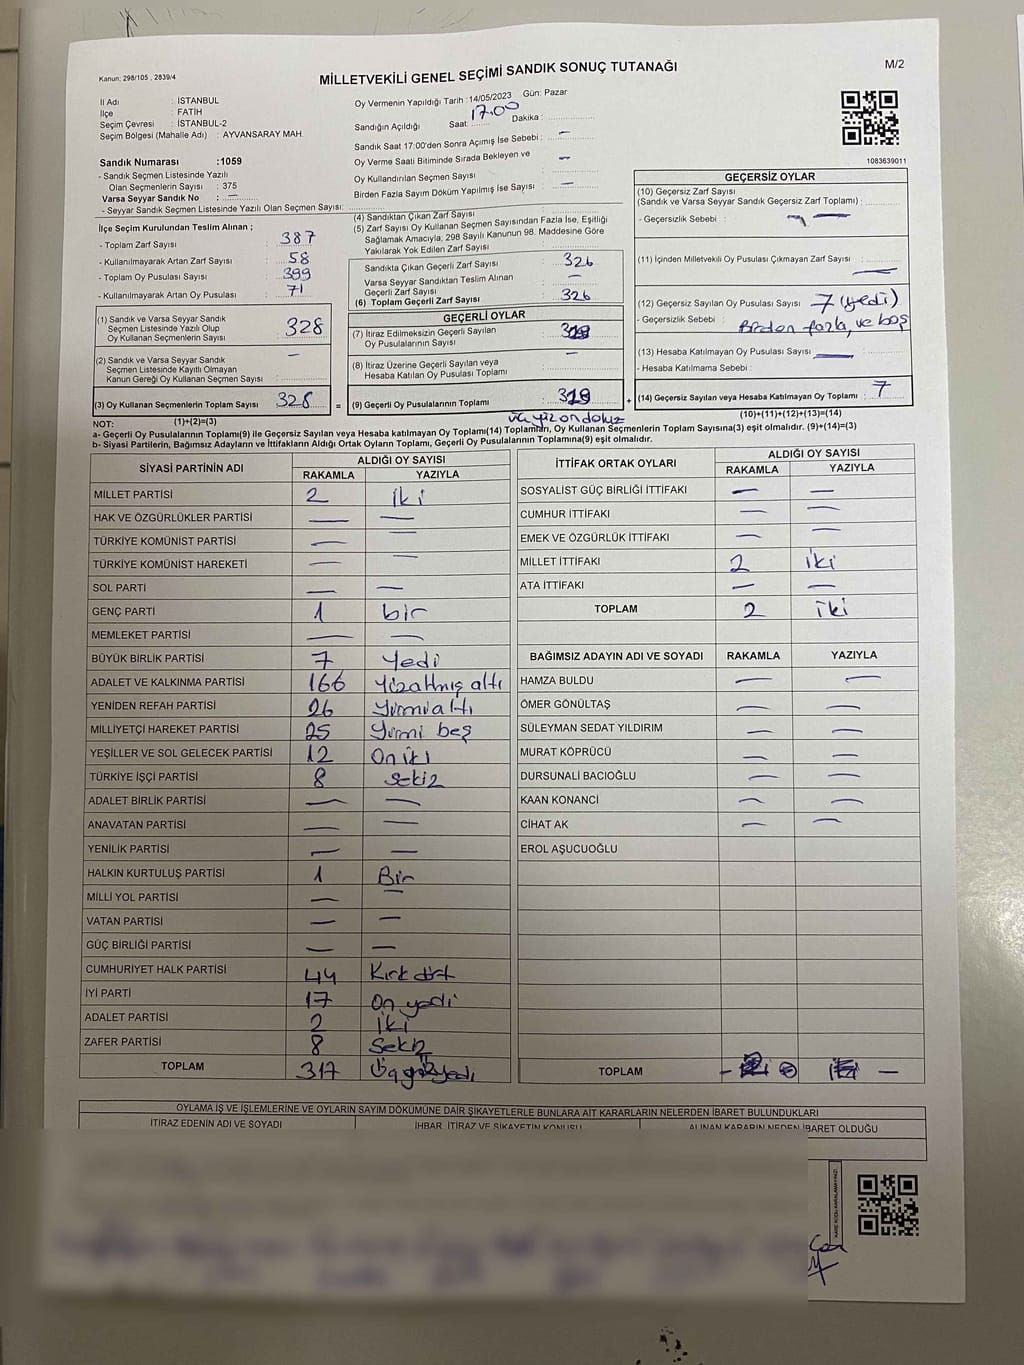 Kanun; 298/105 , 2839/4
MİLLETVEKİLİ GENEL SEÇİMİ SANDIK SONUÇ TUTANAĞI
M/2
İl Adı : İSTANBUL
İlçe : FATİH
Seçim Çevresi : İSTANBUL-2
Seçim Bölgesi (Mahalle Adı) : AYVANSARAY MAH.
Sandık Numarası :1059
- Sandık Seçmen Listesinde Yazılı
Olan Seçmenlerin Sayısı : 375
Varsa Seyyar Sandık No : —
- Seyyar Sandık Seçmen Listesinde Yazılı Olan Seçmen Sayısı:
Oy Vermenin Yapıldığı Tarih :14/05/2023 Gün: Pazar
Sandığın Açıldığı Saat: 17.00 Dakika :
Sandık Saat 17:00'den Sonra Açımış İse Sebebi : —
Oy Verme Saati Bitiminde Sırada Bekleyen ve
Oy Kullandırılan Seçmen Sayısı : —
Birden Fazla Sayım Döküm Yapılmış İse Sayısı : —
1083639011
İlçe Seçim Kurulundan Teslim Alınan ;
- Toplam Zarf Sayısı : 387
- Kullanılmayarak Artan Zarf Sayısı : 58
- Toplam Oy Pusulası Sayısı : 399
- Kullanılmayarak Artan Oy Pusulası : 71
(1) Sandık ve Varsa Seyyar Sandık
Seçmen Listesinde Yazılı Olup
Oy Kullanan Seçmenlerin Sayısı : 328
(2) Sandık ve Varsa Seyyar Sandık
Seçmen Listesinde Kayıtlı Olmayan
Kanun Gereği Oy Kullanan Seçmen Sayısı : —
(3) Oy Kullanan Seçmenlerin Toplam Sayısı : 328
(1)+(2)=(3)
(4) Sandıktan Çıkan Zarf Sayısı :
(5) Zarf Sayısı Oy Kullanan Seçmen Sayısından Fazla İse, Eşitliği
Sağlamak Amacıyla, 298 Sayılı Kanunun 98. Maddesine Göre
Yakılarak Yok Edilen Zarf Sayısı :
Sandıkta Çıkan Geçerli Zarf Sayısı : 326
Varsa Seyyar Sandıktan Teslim Alınan
Geçerli Zarf Sayısı : —
(6) Toplam Geçerli Zarf Sayısı : 326
GEÇERLİ OYLAR
(7) İtiraz Edilmeksizin Geçerli Sayılan
Oy Pusulalarının Sayısı :
(8) İtiraz Üzerine Geçerli Sayılan veya
Hesaba Katılan Oy Pusulası Toplamı : —
(9) Geçerli Oy Pusulalarının Toplamı : 319
üçyüzondokuz
GEÇERSİZ OYLAR
(10) Geçersiz Zarf Sayısı
(Sandık ve Varsa Seyyar Sandık Geçersiz Zarf Toplamı) :
- Geçersizlik Sebebi :
(11) İçinden Milletvekili Oy Pusulası Çıkmayan Zarf Sayısı : —
(12) Geçersiz Sayılan Oy Pusulası Sayısı : 7 (yedi)
- Geçersizlik Sebebi : Birden fazla, ve boş
(13) Hesaba Katılmayan Oy Pusulası Sayısı : —
- Hesaba Katılmama Sebebi :
(14) Geçersiz Sayılan veya Hesaba Katılmayan Oy Toplamı : 7
(10)+(11)+(12)+(13)=(14)
NOT:
a- Geçerli Oy Pusulalarının Toplamı(9) ile Geçersiz Sayılan veya Hesaba katılmayan Oy Pusulalarının Toplamı(14) Toplamları, Oy Kullanan Seçmenlerin Toplam Sayısına(3) eşit olmalıdır. (9)+(14)=(3)
b- Siyasi Partilerin, Bağımsız Adayların ve İttifakların Aldığı Ortak Oyların Toplamı, Geçerli Oy Pusulalarının Toplamına(9) eşit olmalıdır.
SİYASİ PARTİNİN ADI ALDIĞI OY SAYISI
RAKAMLA YAZIYLA
MİLLET PARTİSİ 2 iki
HAK VE ÖZGÜRLÜKLER PARTİSİ — —
TÜRKİYE KOMÜNİST PARTİSİ — —
TÜRKİYE KOMÜNİST HAREKETİ — —
SOL PARTİ — —
GENÇ PARTİ 1 bir
MEMLEKET PARTİSİ — —
BÜYÜK BİRLİK PARTİSİ 7 Yedi
ADALET VE KALKINMA PARTİSİ 166 Yüzaltmış altı
YENİDEN REFAH PARTİSİ 26 Yirmialtı
MİLLİYETÇİ HAREKET PARTİSİ 25 Yirmi beş
YEŞİLLER VE SOL GELECEK PARTİSİ 12 On iki
TÜRKİYE İŞÇİ PARTİSİ 8 sekiz
ADALET BİRLİK PARTİSİ — —
ANAVATAN PARTİSİ — —
YENİLİK PARTİSİ — —
HALKIN KURTULUŞ PARTİSİ 1 Bir
MİLLİ YOL PARTİSİ — —
VATAN PARTİSİ — —
GÜÇ BİRLİĞİ PARTİSİ — —
CUMHURİYET HALK PARTİSİ 44 Kırk dört
İYİ PARTİ 17 On yedi
ADALET PARTİSİ 2 iki
ZAFER PARTİSİ 8 Sekiz
TOPLAM 317
İTTİFAK ORTAK OYLARI ALDIĞI OY SAYISI
RAKAMLA YAZIYLA
SOSYALİST GÜÇ BİRLİĞİ İTTİFAKI — —
CUMHUR İTTİFAKI — —
EMEK VE ÖZGÜRLÜK İTTİFAKI — —
MİLLET İTTİFAKI 2 iki
ATA İTTİFAKI — —
TOPLAM 2 iki
BAĞIMSIZ ADAYIN ADI VE SOYADI RAKAMLA YAZIYLA
HAMZA BULDU — —
ÖMER GÖNÜLTAŞ — —
SÜLEYMAN SEDAT YILDIRIM — —
MURAT KÖPRÜCÜ — —
DURSUNALİ BACIOĞLU — —
KAAN KONANCİ — —
CİHAT AK — —
EROL AŞUCUOĞLU
TOPLAM
OYLAMA İŞ VE İŞLEMLERİNE VE OYLARIN SAYIM DÖKÜMÜNE DAİR ŞİKAYETLERLE BUNLARA AİT KARARLARIN NELERDEN İBARET BULUNDUKLARI
İTİRAZ EDENİN ADI VE SOYADI İHBAR, İTİRAZ VE ŞİKAYETİN KONUSU ALINAN KARARIN NEDEN İBARET OLDUĞU